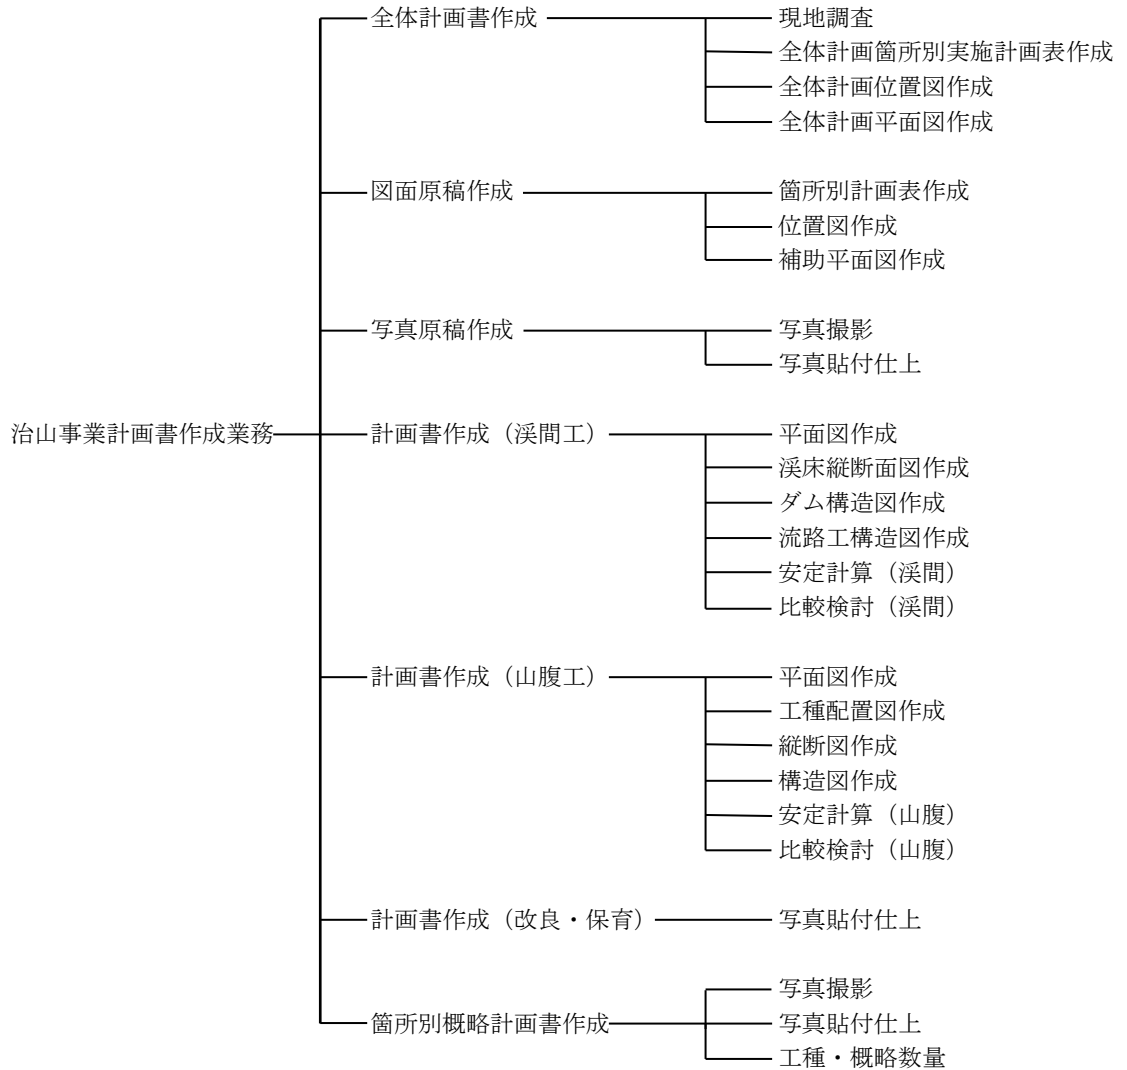 治山事業計画書作成業務
全体計画書作成
現地調査
全体計画箇所別実施計画表作成
全体計画位置図作成
全体計画平面図作成
図面原稿作成
箇所別計画表作成
位置図作成
補助平面図作成
写真原稿作成
写真撮影
写真貼付仕上
計画書作成（渓間工）
平面図作成
渓床縦断面図作成
ダム構造図作成
流路工構造図作成
安定計算（渓間）
比較検討（渓間）
計画書作成（山腹工）
平面図作成
工種配置図作成
縦断図作成
構造図作成
安定計算（山腹）
比較検討（山腹）
計画書作成（改良・保育）
写真貼付仕上
箇所別概略計画書作成
写真撮影
写真貼付仕上
工種・概略数量